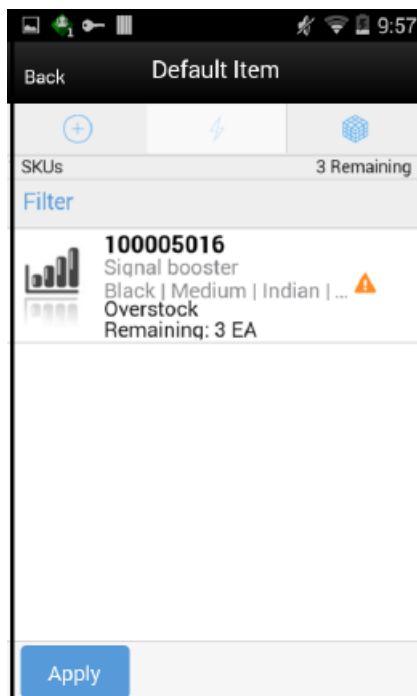 1
9:57
Back
Default Item
SKUs
3 Remaining
Filter
100005016
Signal booster
Black | Medium | Indian | ...
Overstock
Remaining: 3 EA
Apply